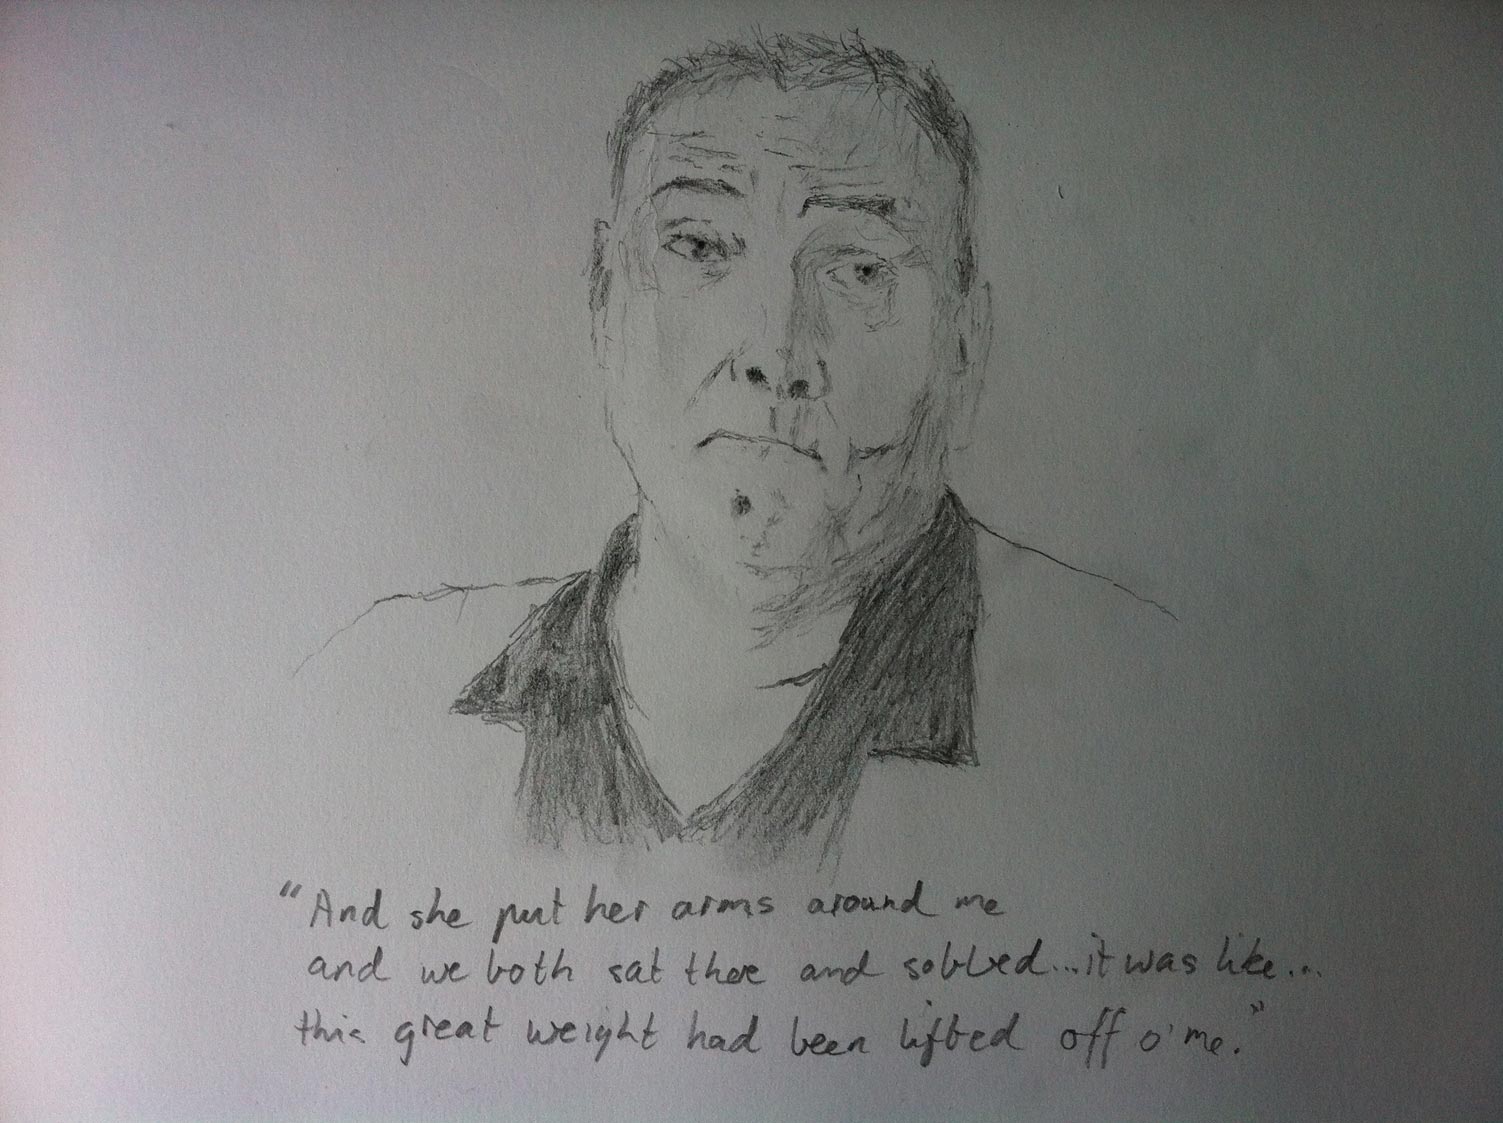 "And she put her arms around me
and we both sat there and sobbed...it was like...
this great weight had been lifted off o'me."